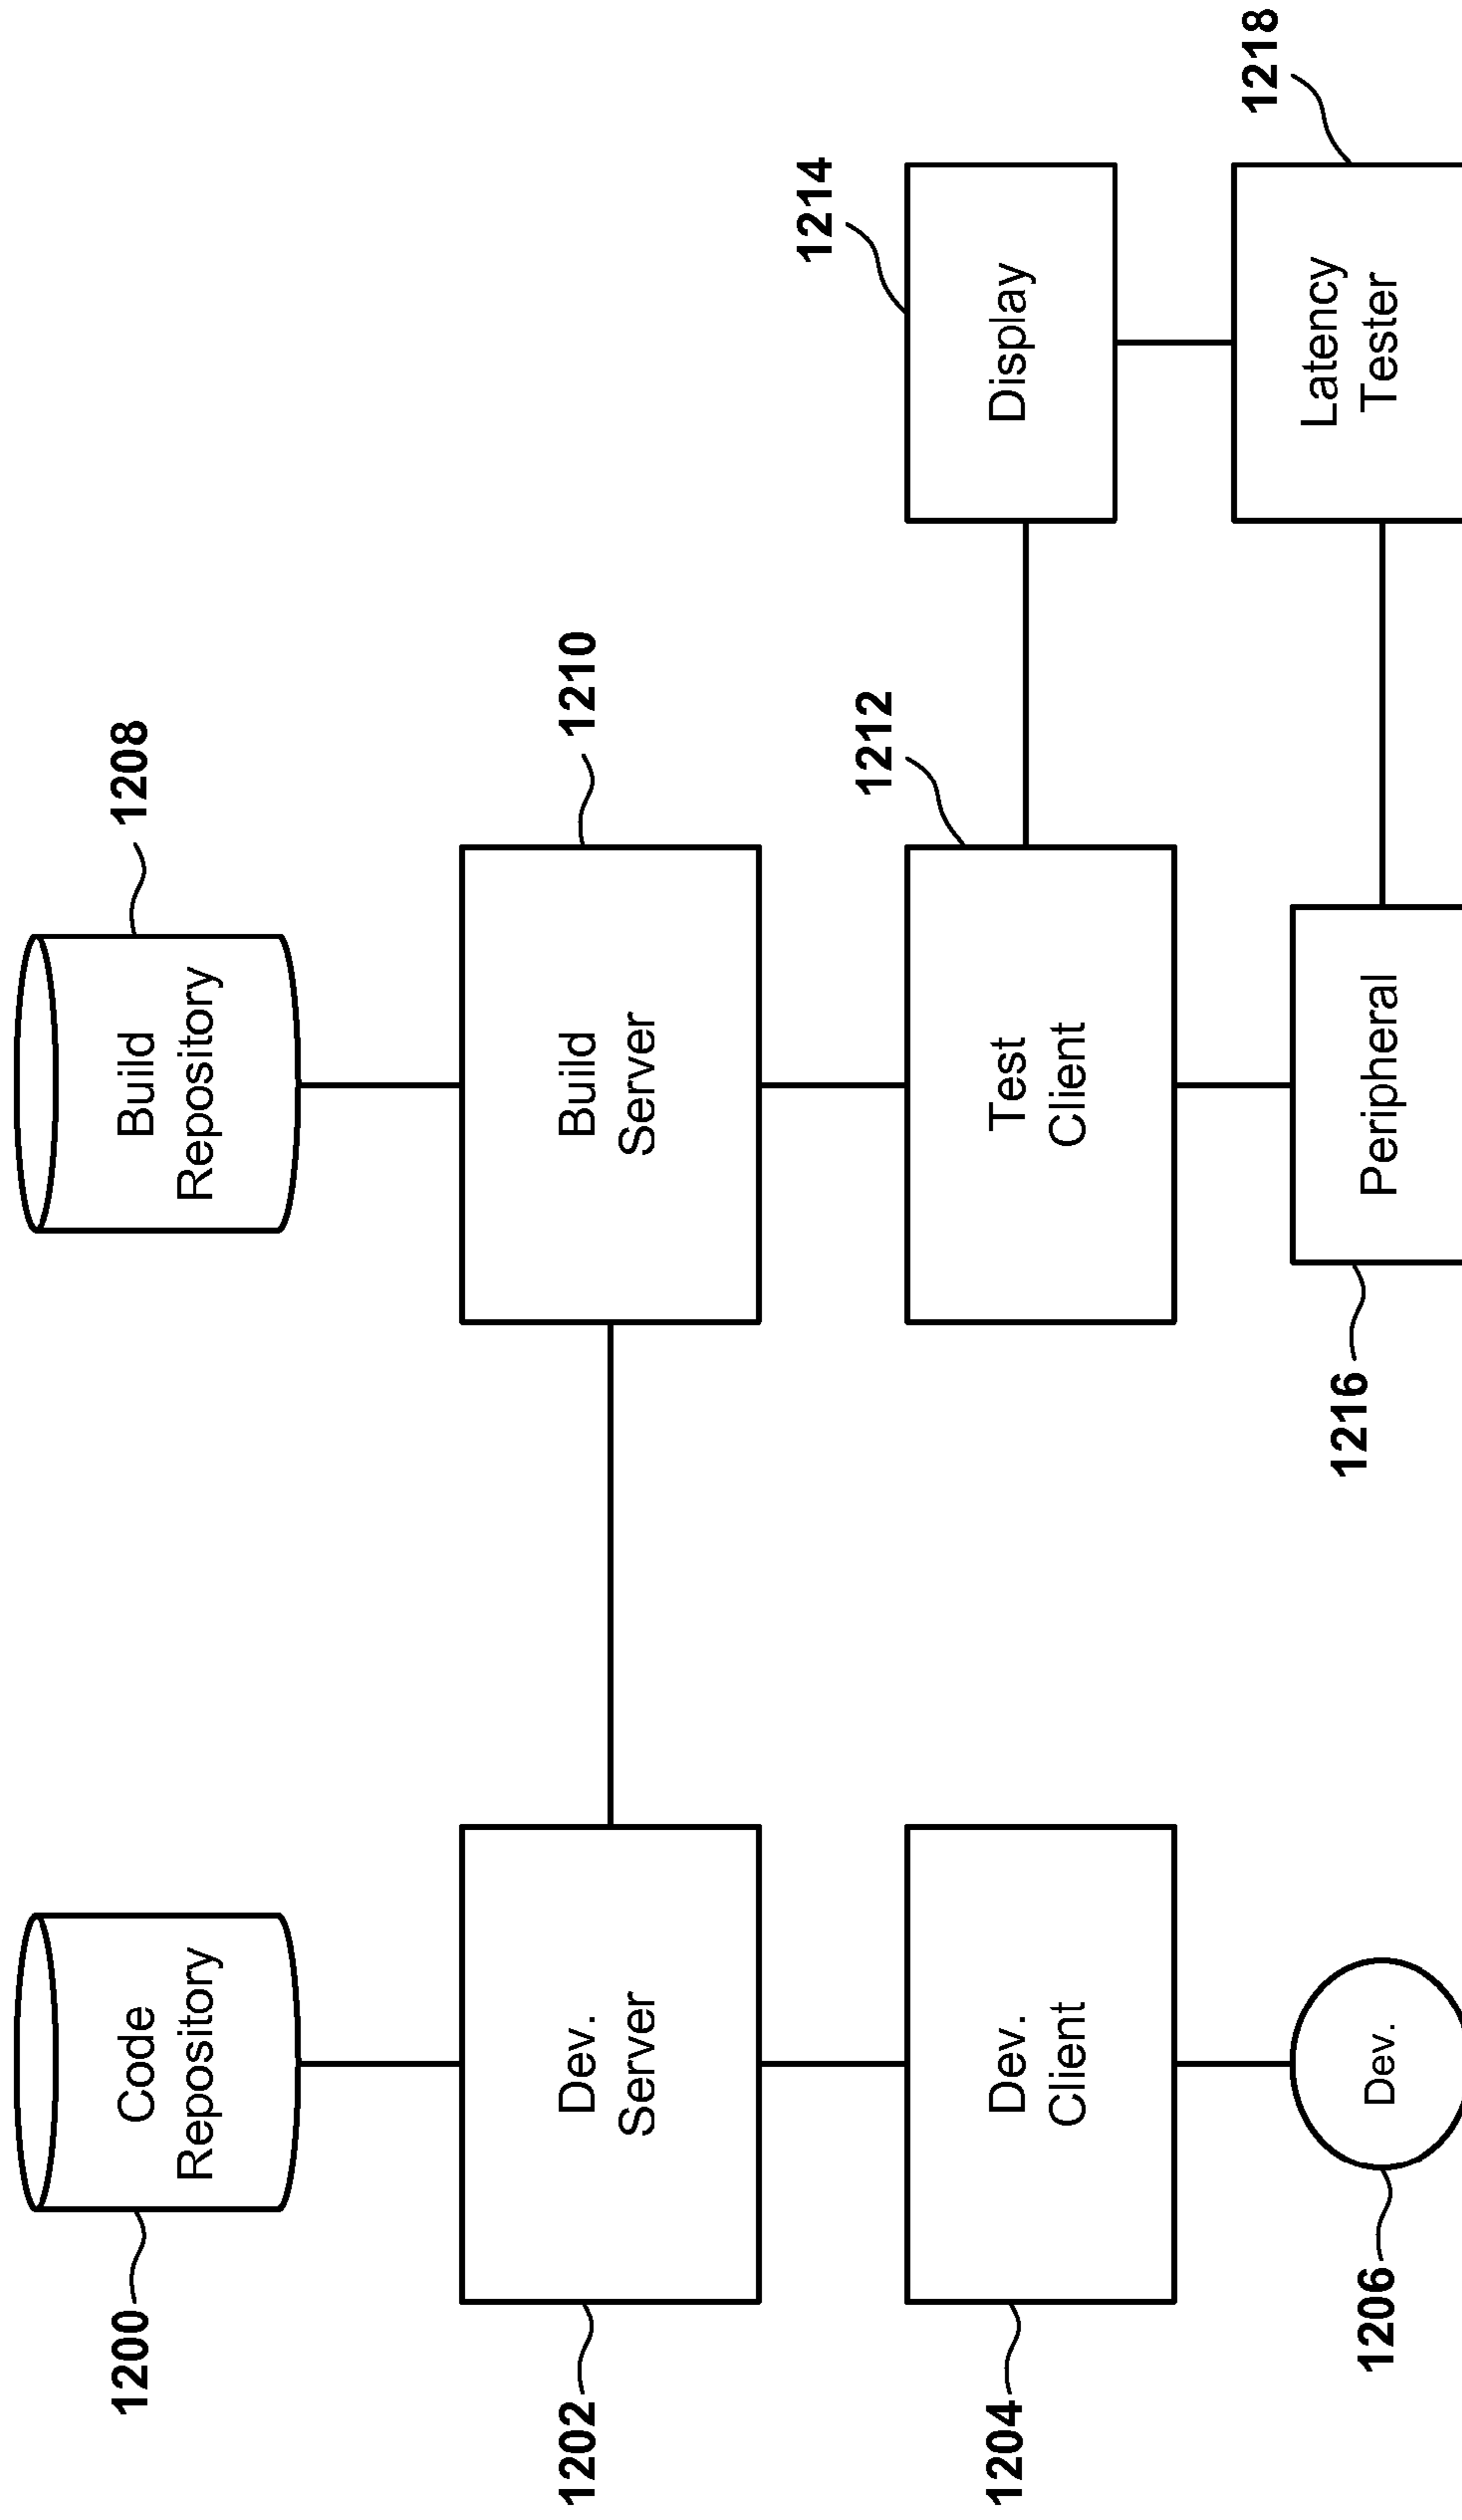 1200
Code
Repository
Build
Repository
1208
1202
Dev.
Server
Build
Server
1210
1204
Dev.
Client
Test
Client
1212
Display
1214
1206
Dev.
1216
Peripheral
Latency
Tester
1218